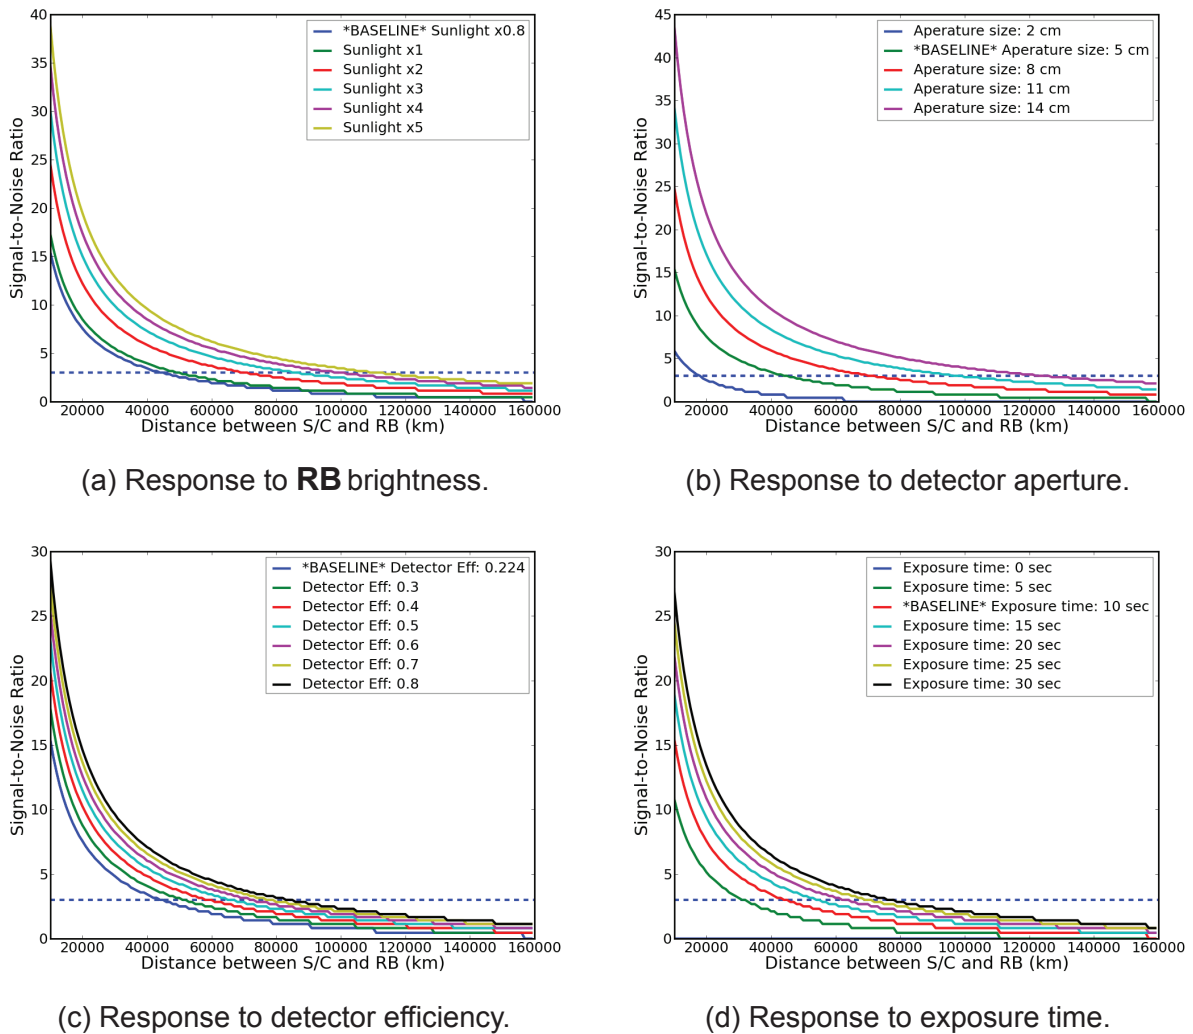 40
35
30
25
20
15
10
5
0
Signal-to-Noise Ratio
*BASELINE* Sunlight x0.8
Sunlight x1
Sunlight x2
Sunlight x3
Sunlight x4
Sunlight x5
20000 40000 60000 80000 100000 120000 140000 160000
Distance between S/C and RB (km)
(a) Response to RB brightness.
45
40
35
30
25
20
15
10
5
0
Signal-to-Noise Ratio
Aperature size: 2 cm
*BASELINE* Aperature size: 5 cm
Aperature size: 8 cm
Aperature size: 11 cm
Aperature size: 14 cm
20000 40000 60000 80000 100000 120000 140000 160000
Distance between S/C and RB (km)
(b) Response to detector aperture.
30
25
20
15
10
5
0
Signal-to-Noise Ratio
*BASELINE* Detector Eff: 0.224
Detector Eff: 0.3
Detector Eff: 0.4
Detector Eff: 0.5
Detector Eff: 0.6
Detector Eff: 0.7
Detector Eff: 0.8
20000 40000 60000 80000 100000 120000 140000 160000
Distance between S/C and RB (km)
(c) Response to detector efficiency.
30
25
20
15
10
5
0
Signal-to-Noise Ratio
Exposure time: 0 sec
Exposure time: 5 sec
*BASELINE* Exposure time: 10 sec
Exposure time: 15 sec
Exposure time: 20 sec
Exposure time: 25 sec
Exposure time: 30 sec
20000 40000 60000 80000 100000 120000 140000 160000
Distance between S/C and RB (km)
(d) Response to exposure time.